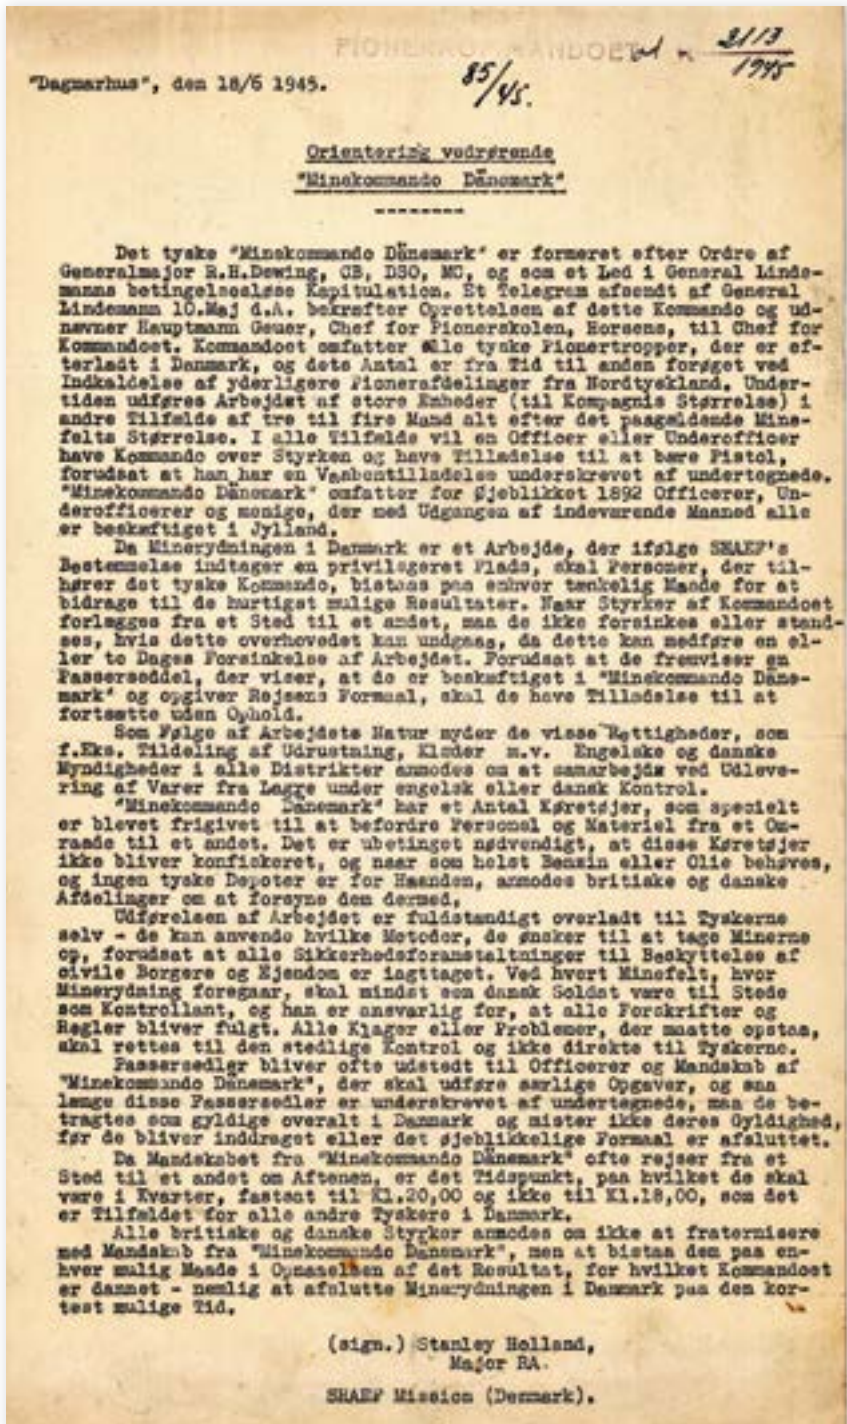 PIONERKOMMANDOET
2113
1945
"Dagmarhus", den 18/6 1945.
85/45.
Orientering vedrørende
"Minekommando Dänemark"
---------
Det tyske "Minekommando Dänemark" er formeret efter Ordre af
Generalmajor R.H.Dewing, CB, DSO, MC, og som et Led i General Linde-
manns betingelsesløse Kapitulation. Et Telegram afsendt af General
Lindemann 10.Maj d.A. bekræfter Oprettelsen af dette Kommando og ud-
nævner Hauptmann Geuer, Chef for Pionerskolen, Horsens, til Chef for
Kommandoet. Kommandoet omfatter alle tyske Pionertropper, der er ef-
terladt i Danmark, og dets Antal er fra Tid til anden forøget ved
Indkaldelse af yderligere Pionerafdelinger fra Nordtyskland. Under-
tiden udføres Arbejdet af store Enheder (til Kompagnis Størrelse) i
andre Tilfælde af tre til fire Mand alt efter det paagældende Mine-
felts Størrelse. I alle Tilfælde vil en Officer eller Underofficer
have Kommando over Styrken og have Tilladelse til at bære Pistol,
forudsat at han har en Vaabentilladelse underskrevet af undertegnede.
"Minekommando Dänemark" omfatter for Øjeblikket 1892 Officerer, Un-
derofficerer og menige, der med Udgangen af indeværende Maaned alle
er beskæftiget i Jylland.
Da Minerydningen i Danmark er et Arbejde, der ifølge SHAEF's
Bestemmelse indtager en privilegeret Plads, skal Personer, der til-
hører det tyske Kommando, bistaas paa enhver tænkelig Maade for at
bidrage til de hurtigst mulige Resultater. Naar Styrker af Kommandoet
forlægges fra et Sted til et andet, maa de ikke forsinkes eller stand-
ses, hvis dette overhovedet kan undgaas, da dette kan medføre en el-
ler to Dages Forsinkelse af Arbejdet. Forudsat at de fremviser en
Passerseddel, der viser, at de er beskæftiget i "Minekommando Däne-
mark" og opgiver Rejsens Formaal, skal de have Tilladelse til at
fortsætte uden Ophold.
Som Følge af Arbejdets Natur nyder de visse Rettigheder, som
f.Eks. Tildeling af Udrustning, Klæder m.v. Engelske og danske
Myndigheder i alle Distrikter anmodes om at samarbejde ved Udleve-
ring af Varer fra Lagre under engelsk eller dansk Kontrol.
"Minekommando Dänemark" har et Antal Køretøjer, som specielt
er blevet frigivet til at befordre Personel og Materiel fra et Om-
raade til et andet. Det er ubetinget nødvendigt, at disse Køretøjer
ikke bliver konfiskeret, og naar som helst Benzin eller Olie behøves,
og ingen tyske Depoter er for Haanden, anmodes britiske og danske
Afdelinger om at forsyne dem dermed.
Udførelsen af Arbejdet er fuldstændigt overladt til Tyskerne
selv - de kan anvende hvilke Metoder, de ønsker til at tage Minerne
op, forudsat at alle Sikkerhedsforanstaltninger til Beskyttelse af
civile Borgere og Ejendom er iagttaget. Ved hvert Minefelt, hvor
Minerydning foregaar, skal mindst een dansk Soldat være til Stede
som Kontrollant, og han er ansvarlig for, at alle Forskrifter og
Regler bliver fulgt. Alle Klager eller Problemer, der maatte opstaa,
skal rettes til den stedlige Kontrol og ikke direkte til Tyskerne.
Passersedler bliver ofte udstedt til Officerer og Mandskab af
"Minekommando Dänemark", der skal udføre særlige Opgaver, og saa
længe disse Passersedler er underskrevet af undertegnede, maa de be-
tragtes som gyldige overalt i Danmark og mister ikke deres Gyldighed,
før de bliver inddraget eller det øjeblikkelige Formaal er afsluttet.
Da Mandskabet fra "Minekommando Dänemark" ofte rejser fra et
Sted til et andet om Aftenen, er det Tidspunkt, paa hvilket de skal
være i Kvarter, fastsat til Kl.20,00 og ikke til Kl.18,00, som det
er Tilfældet for alle andre Tyskere i Danmark.
Alle britiske og danske Styrker anmodes om ikke at fraternisere
med Mandskab fra "Minekommando Dänemark", men at bistaa dem paa en-
hver mulig Maade i Opnaaelsen af det Resultat, for hvilket Kommandoet
er dannet - nemlig at afslutte Minerydningen i Danmark paa den kor-
test mulige Tid.
(sign.) Stanley Holland,
Major RA.
SHAEF Mission (Denmark).